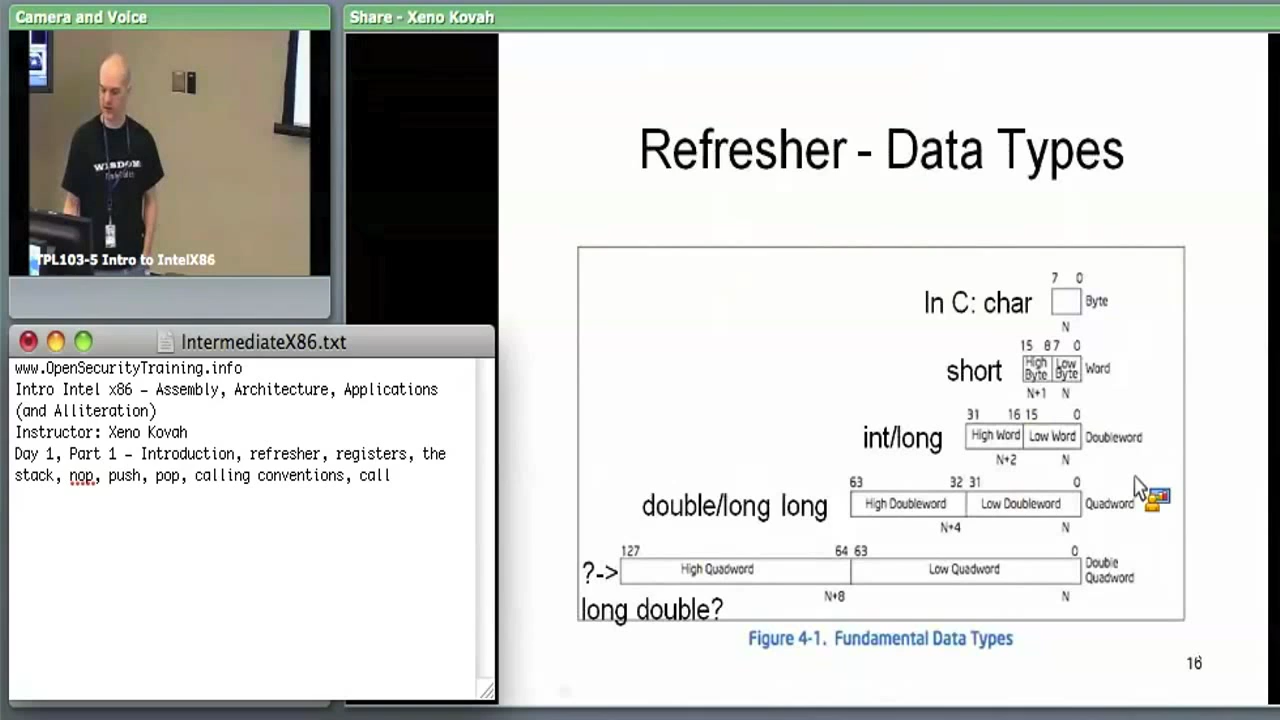 Camera and Voice
WISDOM
TPL103-5 Intro to IntelX86
IntermediateX86.txt
www.OpenSecurityTraining.info
Intro Intel x86 – Assembly, Architecture, Applications
(and Alliteration)
Instructor: Xeno Kovah
Day 1, Part 1 – Introduction, refresher, registers, the
stack, nop, push, pop, calling conventions, call
Share - Xeno Kovah
Refresher - Data Types
7 0
In C: char Byte
N
15 8 7 0
short High Byte Low Byte Word
N+1 N
31 16 15 0
int/long High Word Low Word Doubleword
N+2 N
63 32 31 0
double/long long High Doubleword Low Doubleword Quadword
N+4 N
127 64 63 0
?-> High Quadword Low Quadword Double Quadword
N+8 N
long double?
Figure 4-1. Fundamental Data Types
16